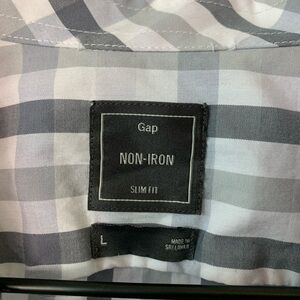 Gap
NON-IRON
SLIM FIT
L
MADE IN
SRI LANKA